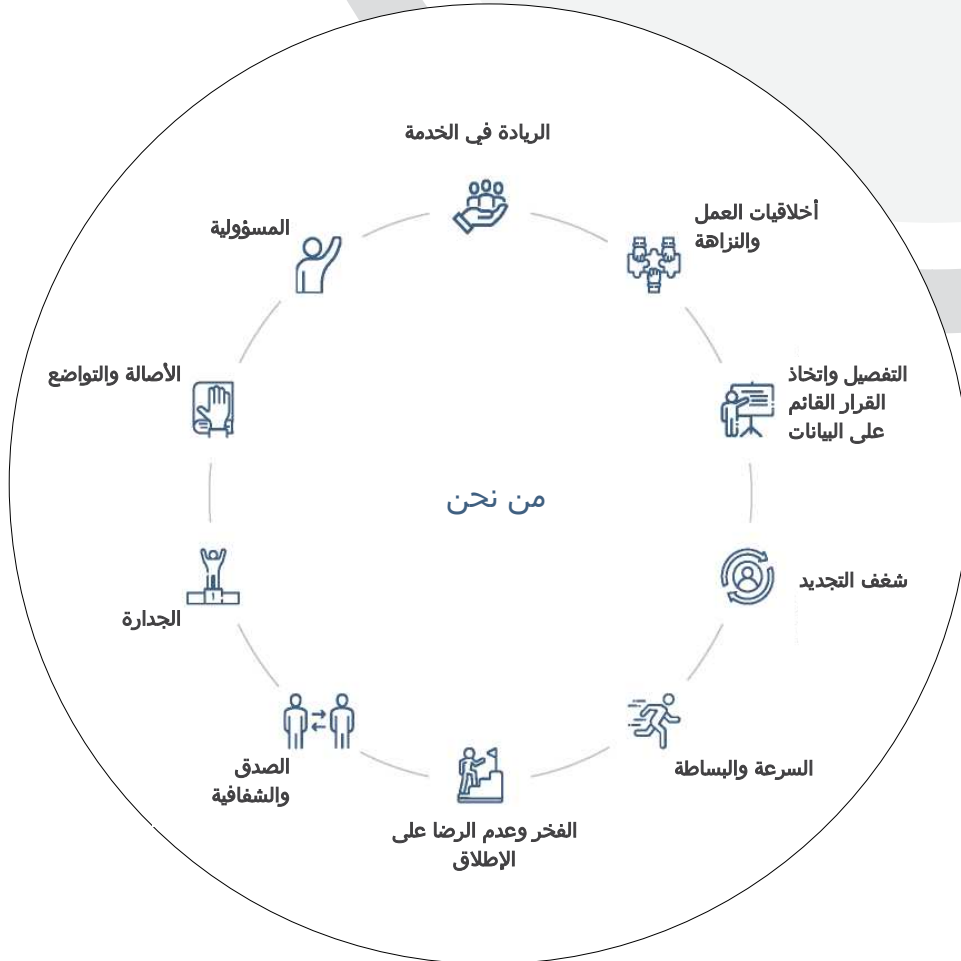 الريادة في الخدمة
أخلاقيات العمل
والنزاهة
التفصيل واتخاذ
القرار القائم
على البيانات
شغف التجديد
السرعة والبساطة
الفخر وعدم الرضا على
الإطلاق
الصدق
والشفافية
الجدارة
الأصالة والتواضع
المسؤولية
من نحن